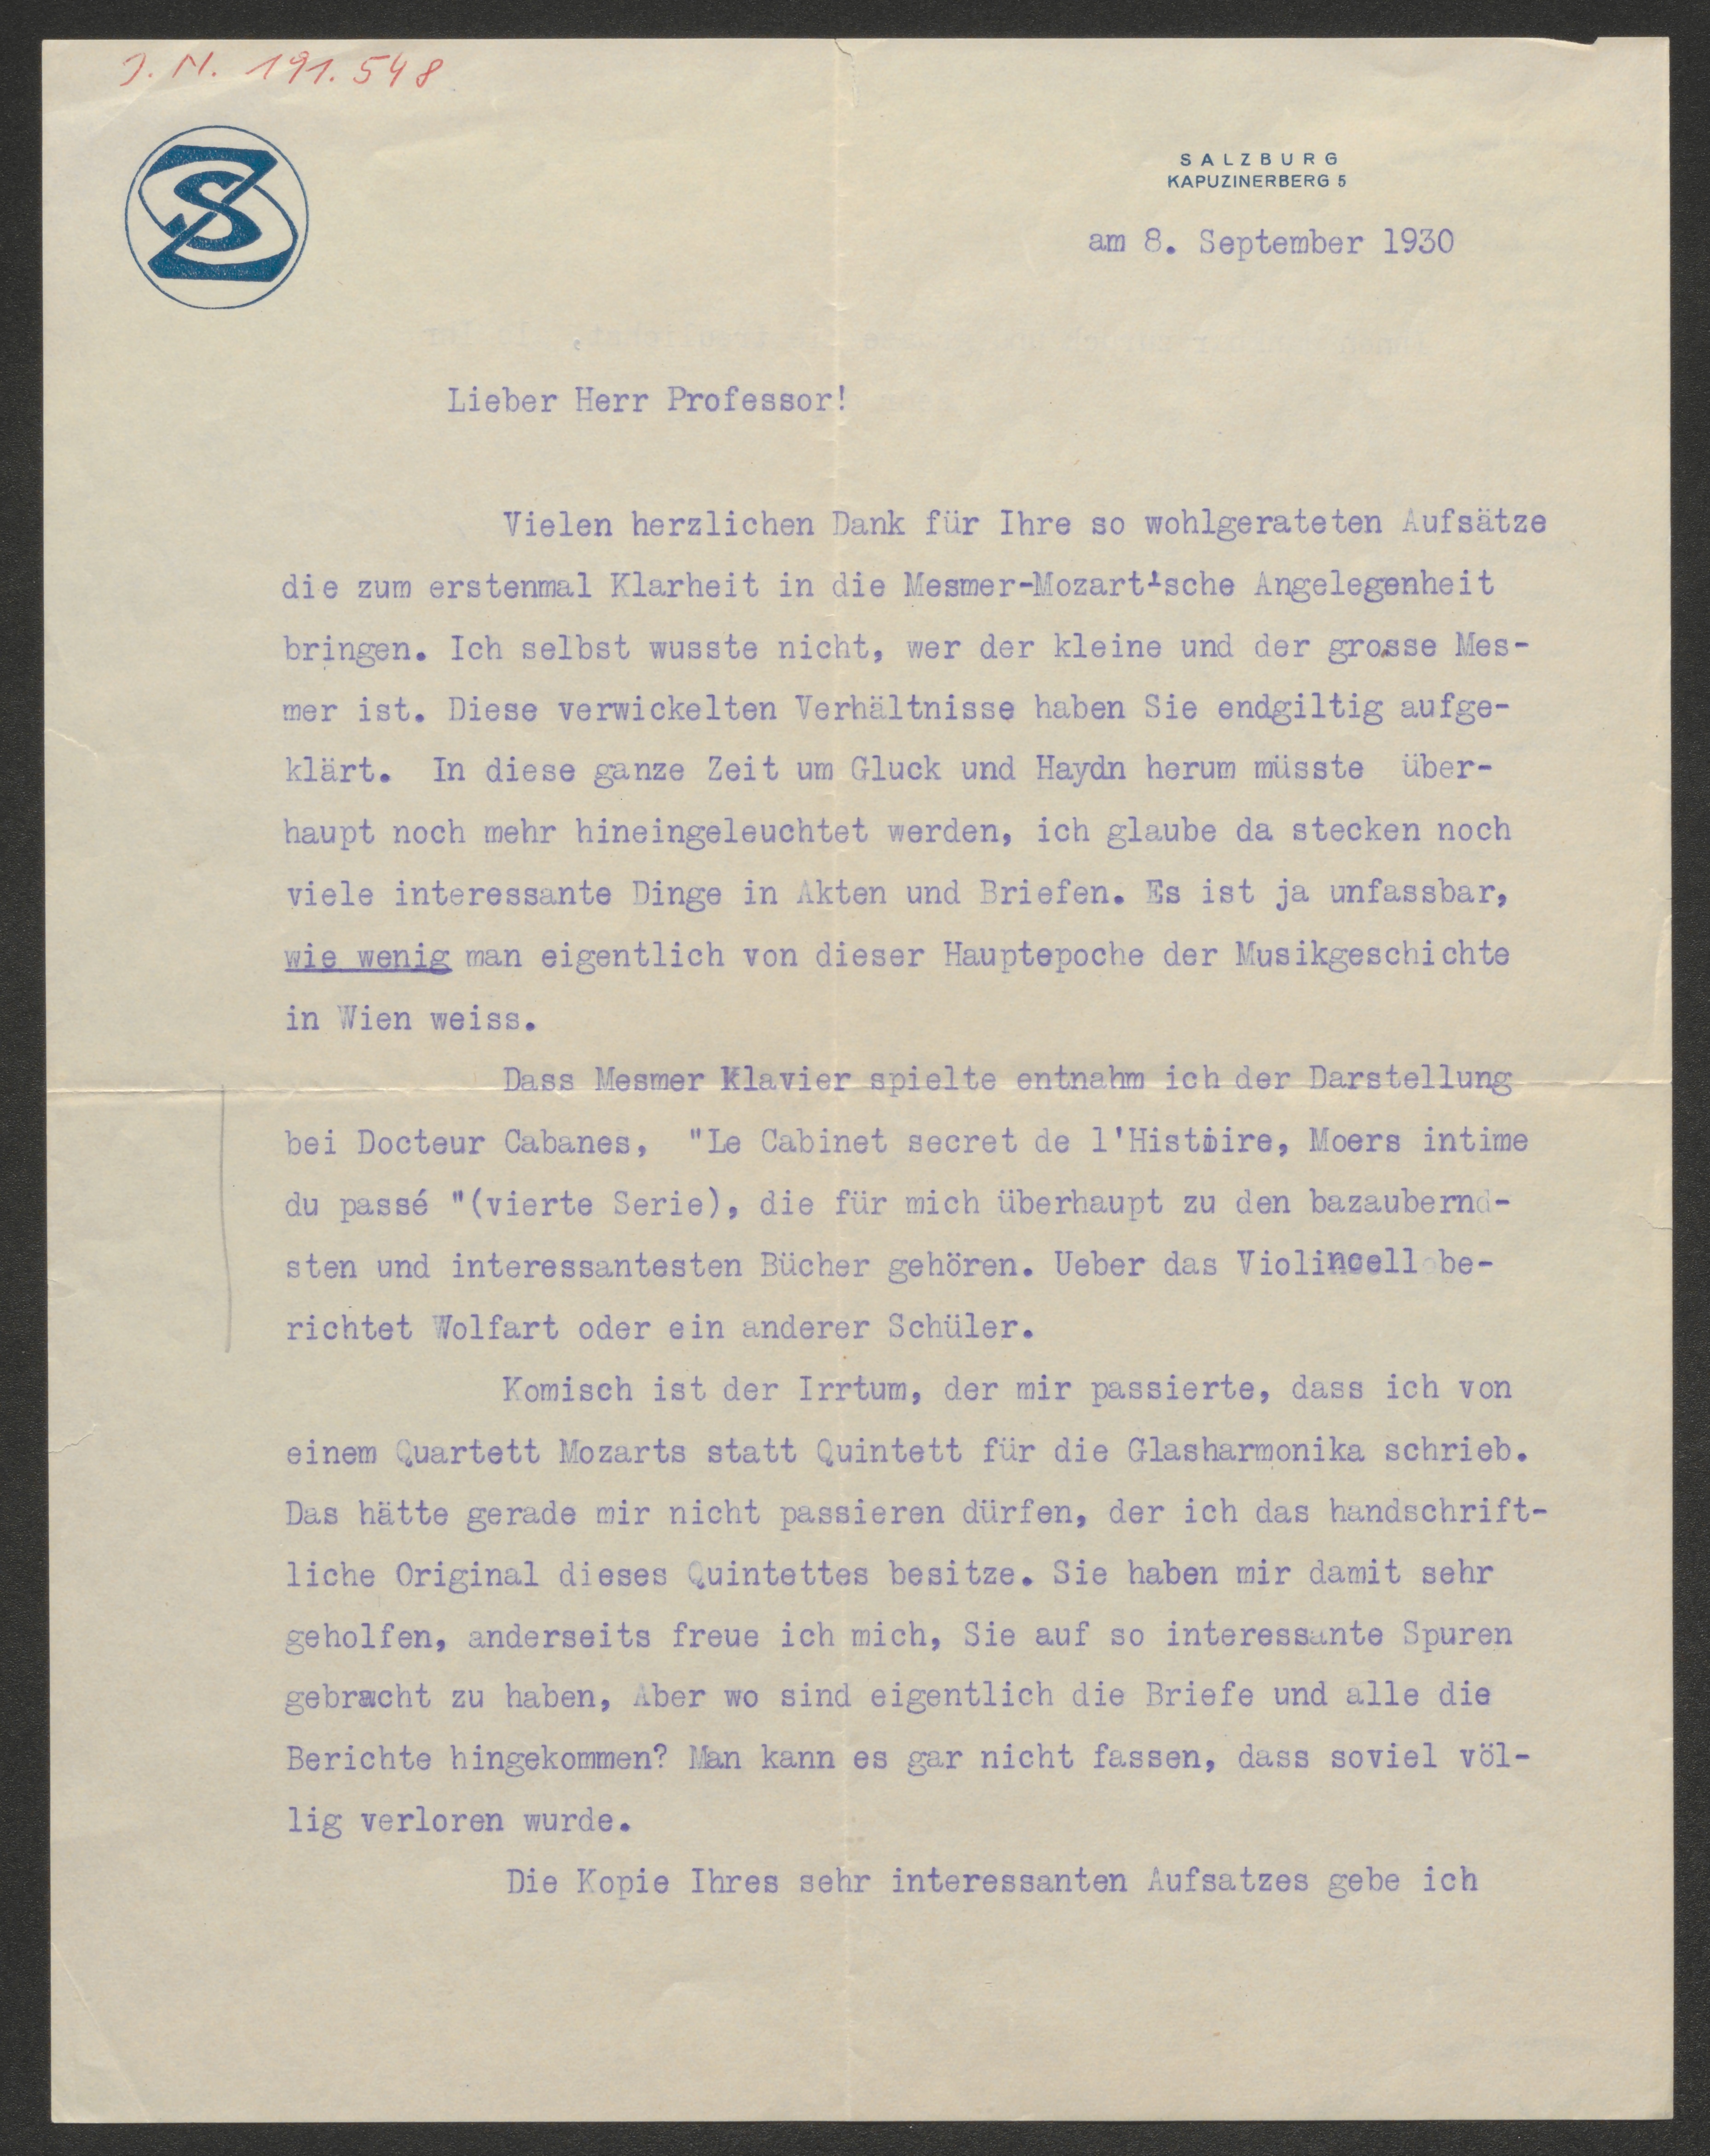 J.N. 191.548
SZ
SALZBURG
KAPUZINERBERG 5
am 8. September 1930
Lieber Herr Professor!
Vielen herzlichen Dank für Ihre so wohlgerateten Aufsätze
die zum erstenmal Klarheit in die Mesmer-Mozart'sche Angelegenheit
bringen. Ich selbst wusste nicht, wer der kleine und der grosse Mes-
mer ist. Diese verwickelten Verhältnisse haben Sie endgiltig aufge-
klärt. In diese ganze Zeit um Gluck und Haydn herum müsste über-
haupt noch mehr hineingeleuchtet werden, ich glaube da stecken noch
viele interessante Dinge in Akten und Briefen. Es ist ja unfassbar,
wie wenig man eigentlich von dieser Hauptepoche der Musikgeschichte
in Wien weiss.
Dass Mesmer Klavier spielte entnahm ich der Darstellung
bei Docteur Cabanes, "Le Cabinet secret de l'Histoire, Moers intime
du passé "(vierte Serie), die für mich überhaupt zu den bazaubernd-
sten und interessantesten Bücher gehören. Ueber das Violincello be-
richtet Wolfart oder ein anderer Schüler.
Komisch ist der Irrtum, der mir passierte, dass ich von
einem Quartett Mozarts statt Quintett für die Glasharmonika schrieb.
Das hätte gerade mir nicht passieren dürfen, der ich das handschrift-
liche Original dieses Quintettes besitze. Sie haben mir damit sehr
geholfen, anderseits freue ich mich, Sie auf so interessante Spuren
gebracht zu haben, Aber wo sind eigentlich die Briefe und alle die
Berichte hingekommen? Man kann es gar nicht fassen, dass soviel völ-
lig verloren wurde.
Die Kopie Ihres sehr interessanten Aufsatzes gebe ich